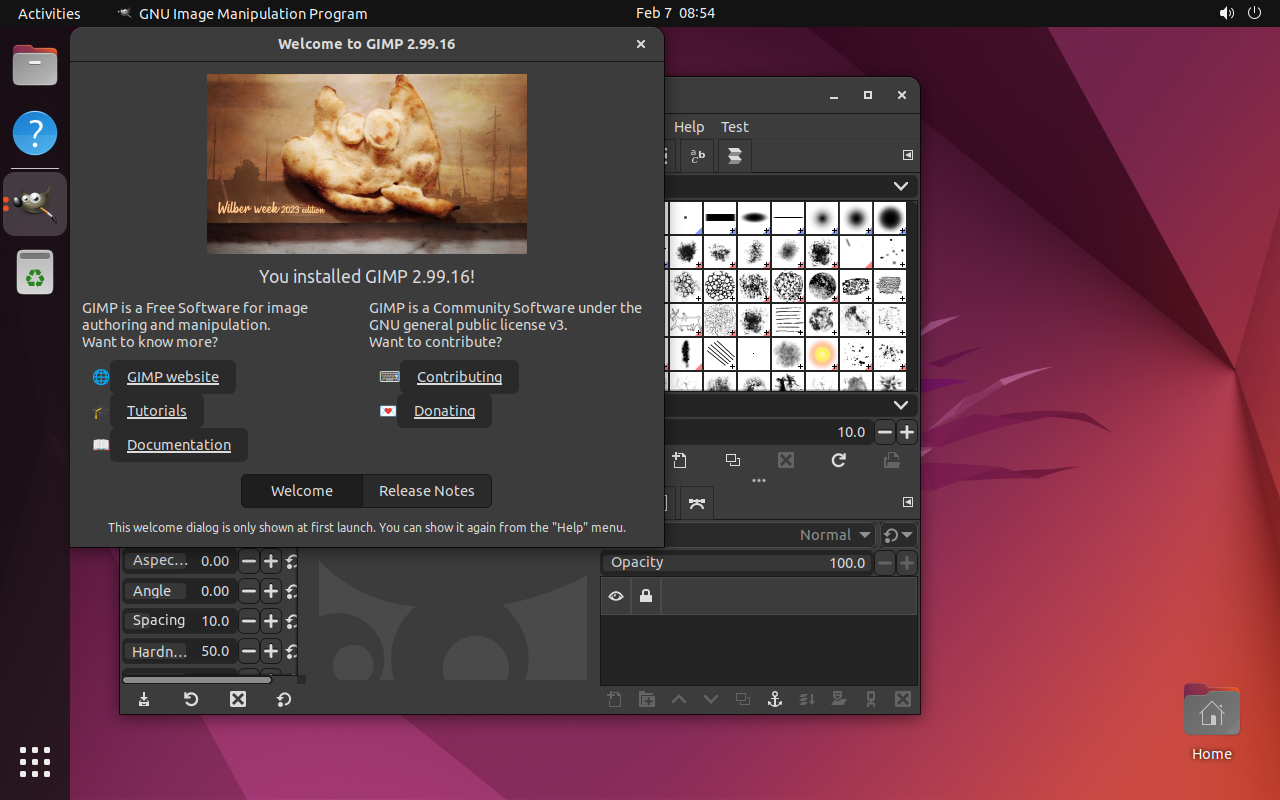 Activities
GNU Image Manipulation Program
Feb 7 08:54
Welcome to GIMP 2.99.16
Wilber week 2023 edition
You installed GIMP 2.99.16!
GIMP is a Free Software for image
authoring and manipulation.
Want to know more?
GIMP website
Tutorials
Documentation
GIMP is a Community Software under the
GNU general public license v3.
Want to contribute?
Contributing
Donating
Welcome
Release Notes
This welcome dialog is only shown at first launch. You can show it again from the "Help" menu.
Help
Test
10.0
Normal
Opacity
100.0
Aspec... 0.00
Angle 0.00
Spacing 10.0
Hardn... 50.0
Home